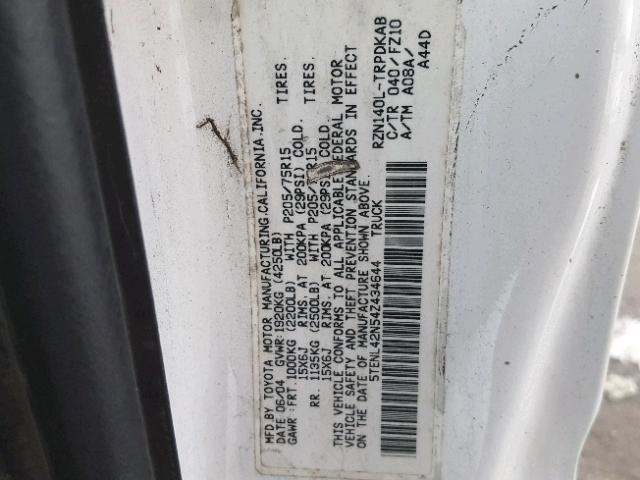 MFD.BY TOYOTA MOTOR MANUFACTURING.CALIFORNIA.INC.
DATE 06/04 GVWR:1920KG (4250LB)
GAWR:FRT.1000KG (2200LB) WITH P205/75R15 TIRES.
15X6J RIMS. AT 200KPA (29PSI) COLD.
RR. 1135KG (2500LB) WITH P205/ R15 TIRES.
15X6J RIMS. AT 200KPA (29PSI) COLD.
THIS VEHICLE CONFORMS TO ALL APPLICABLE FEDERAL MOTOR
VEHICLE SAFETY AND THEFT PREVENTION STANDARDS IN EFFECT
ON THE DATE OF MANUFACTURE SHOWN ABOVE.
5TENL42N54Z434644 TRUCK
RZN140L-TRPDKAB
C/TR 040/FZ10
A/TM A08A/
A44D